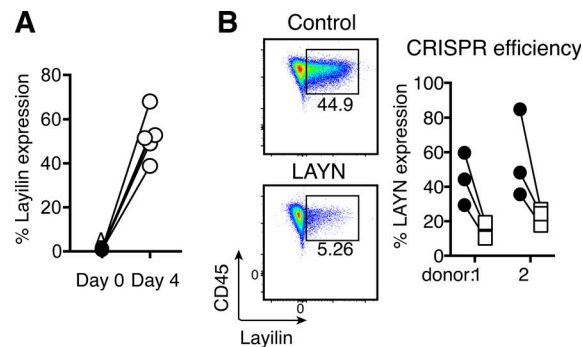 A
% Layilin expression
80
60
40
20
0
Day 0 Day 4
B
Control
44.9
LAYN
5.26
CD45
0
0
Layilin
CRISPR efficiency
% LAYN expression
100
80
60
40
20
0
donor:1 2